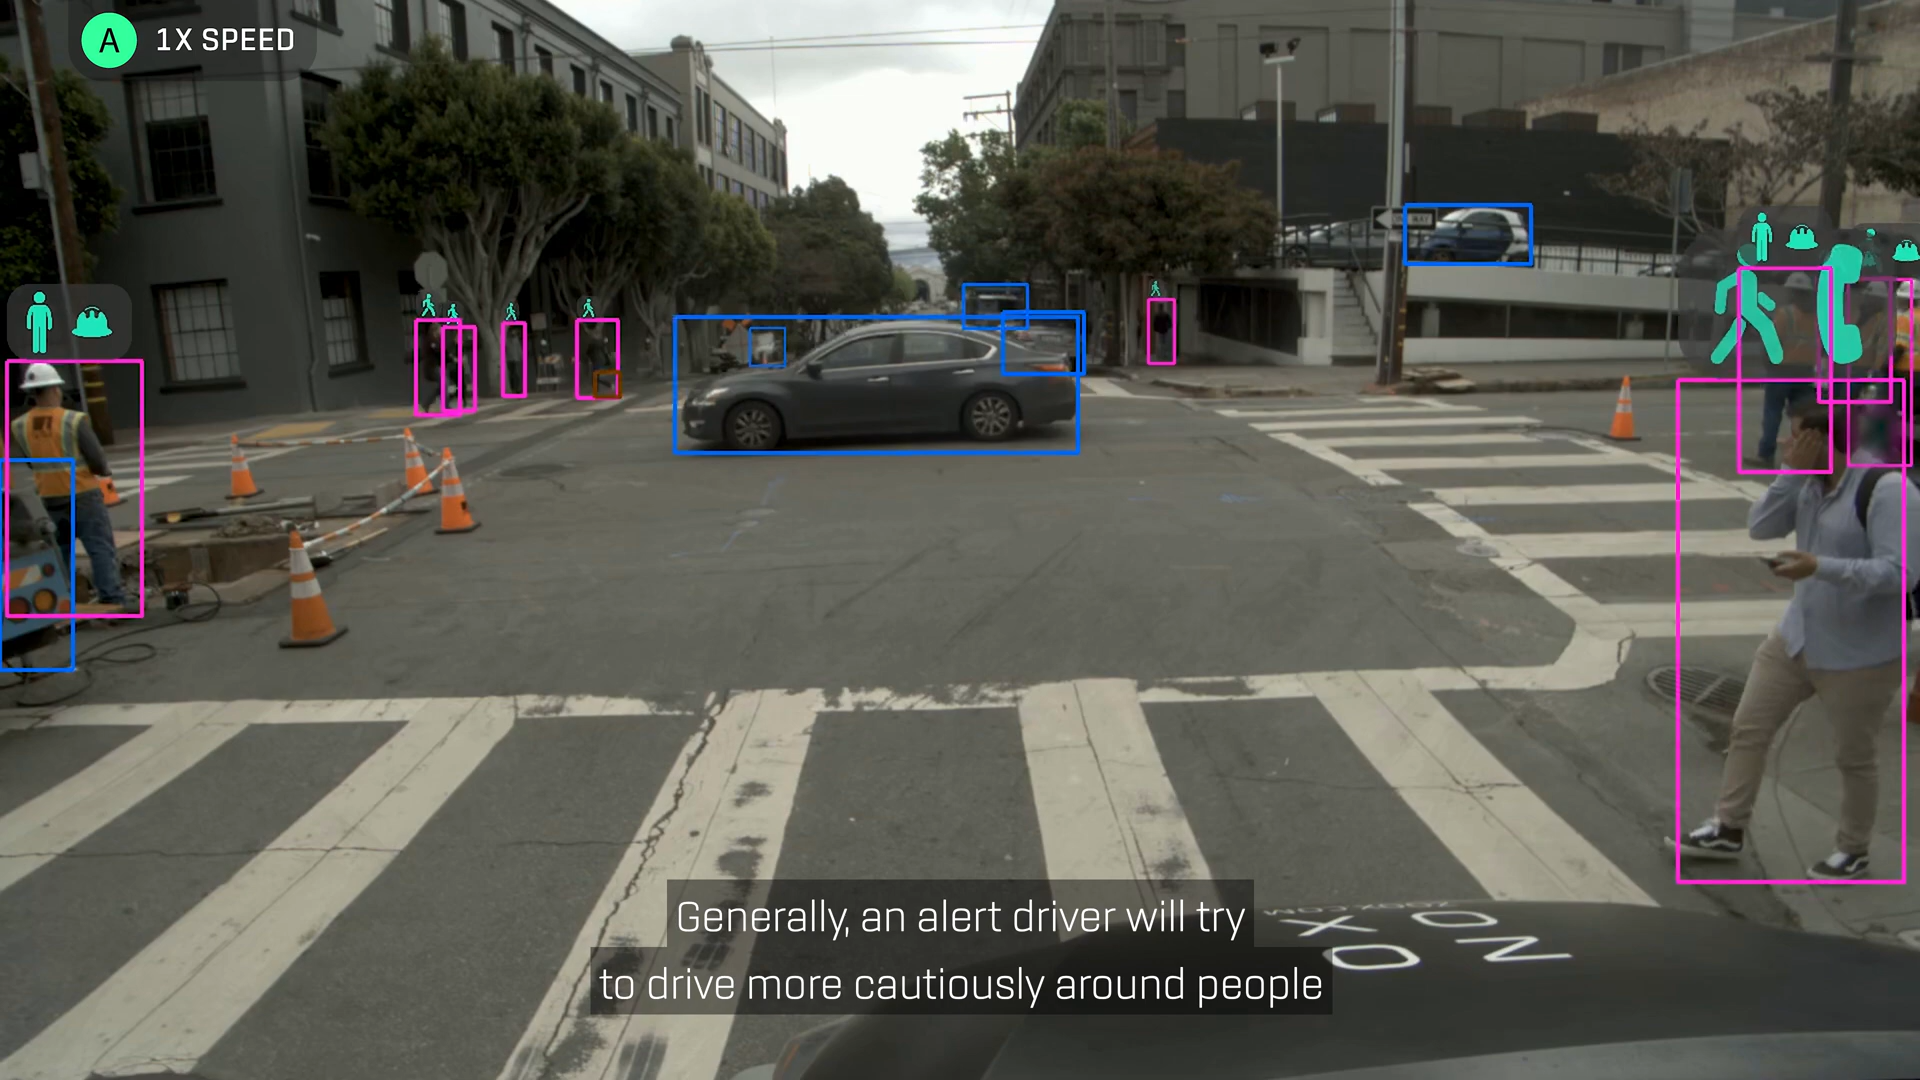 A 1X SPEED
Generally, an alert driver will try
to drive more cautiously around people